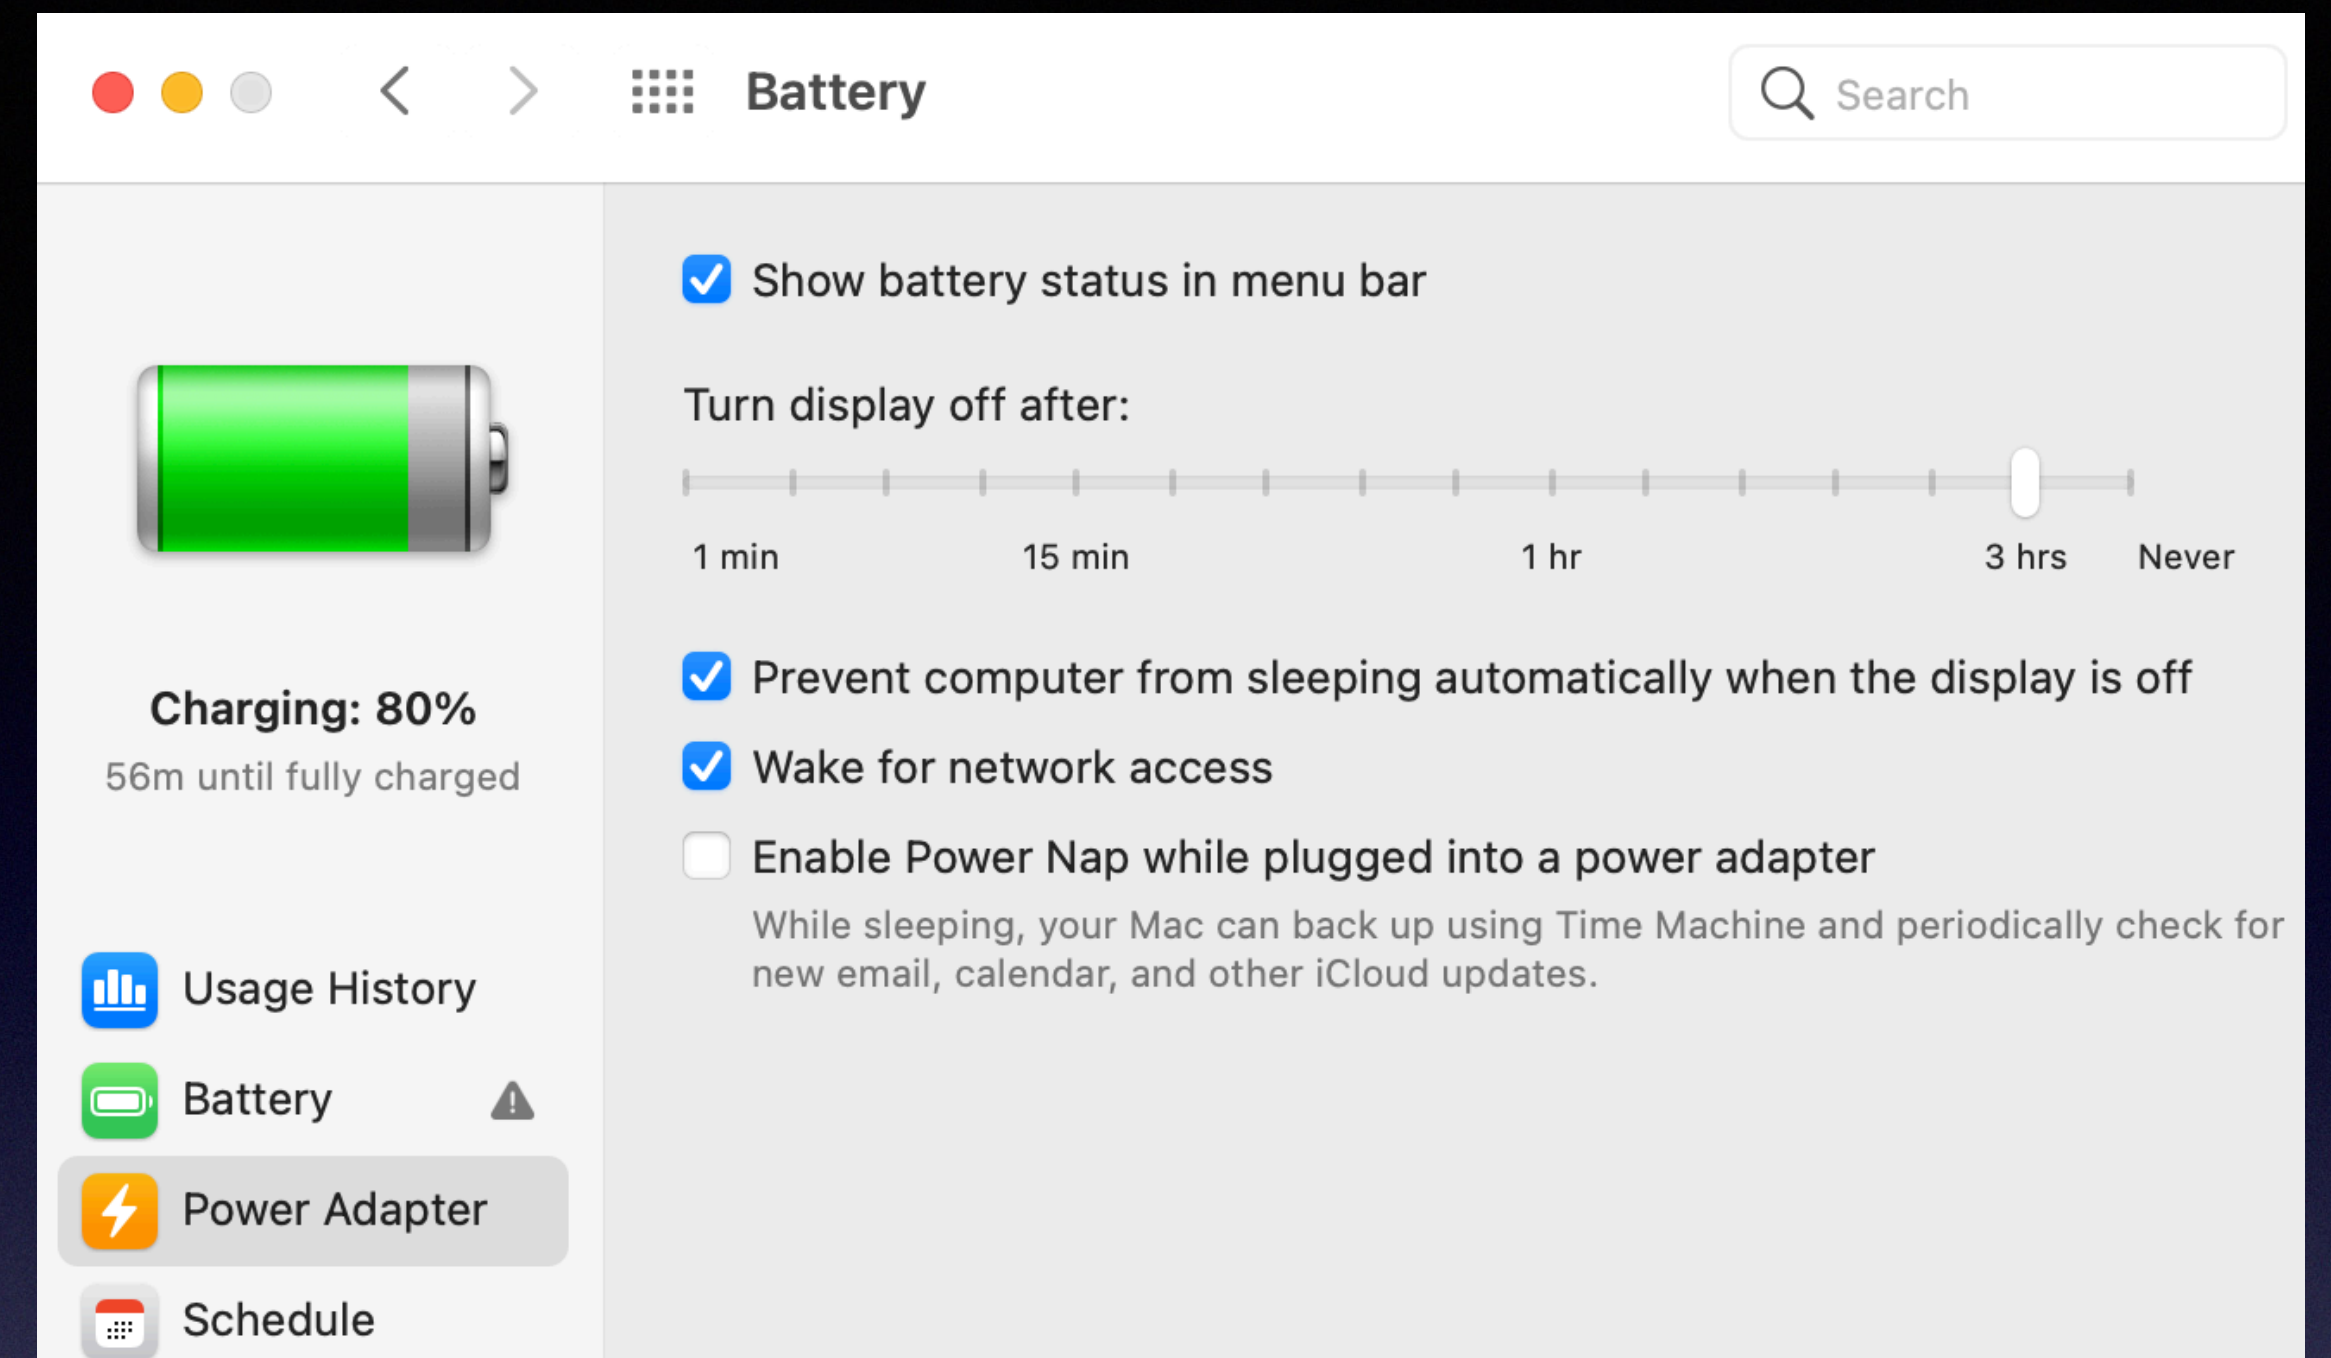 Battery
Search
Show battery status in menu bar
Turn display off after:
1 min 15 min 1 hr 3 hrs Never
Prevent computer from sleeping automatically when the display is off
Wake for network access
Enable Power Nap while plugged into a power adapter
While sleeping, your Mac can back up using Time Machine and periodically check for
new email, calendar, and other iCloud updates.
Charging: 80%
56m until fully charged
Usage History
Battery
Power Adapter
Schedule